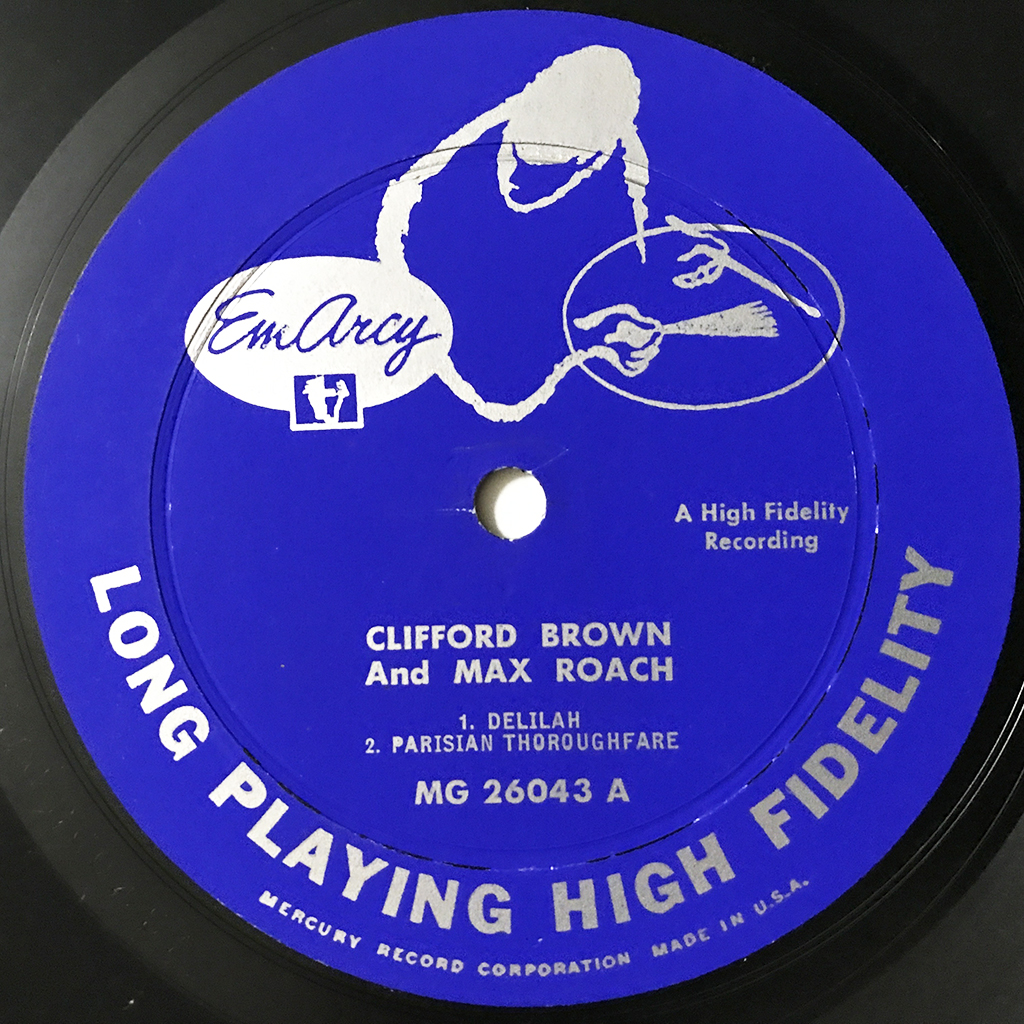 EmArcy
A High Fidelity
Recording
CLIFFORD BROWN
And MAX ROACH
1. DELILAH
2. PARISIAN THOROUGHFARE
MG 26043 A
LONG PLAYING HIGH FIDELITY
MERCURY RECORD CORPORATION MADE IN U.S.A.